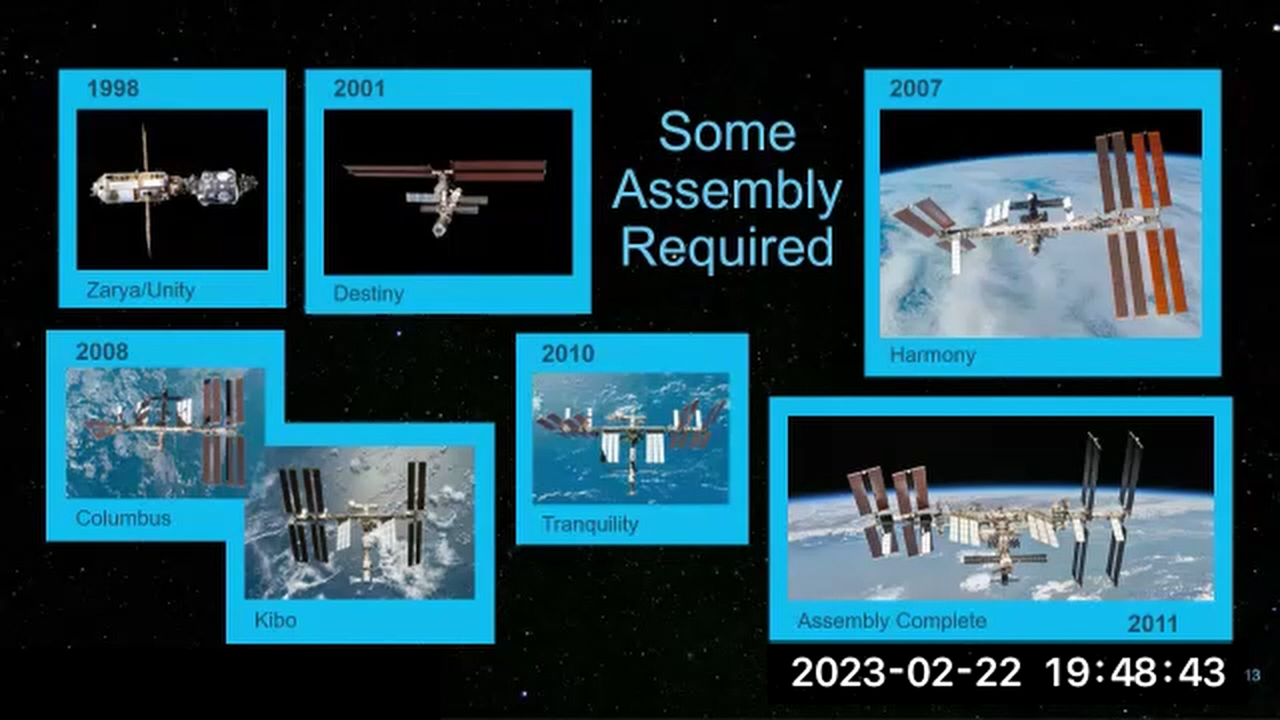 1998
Zarya/Unity
2001
Destiny
Some
Assembly
Required
2007
Harmony
2008
Columbus
Kibo
2010
Tranquility
Assembly Complete
2011
2023-02-22 19:48:43
13